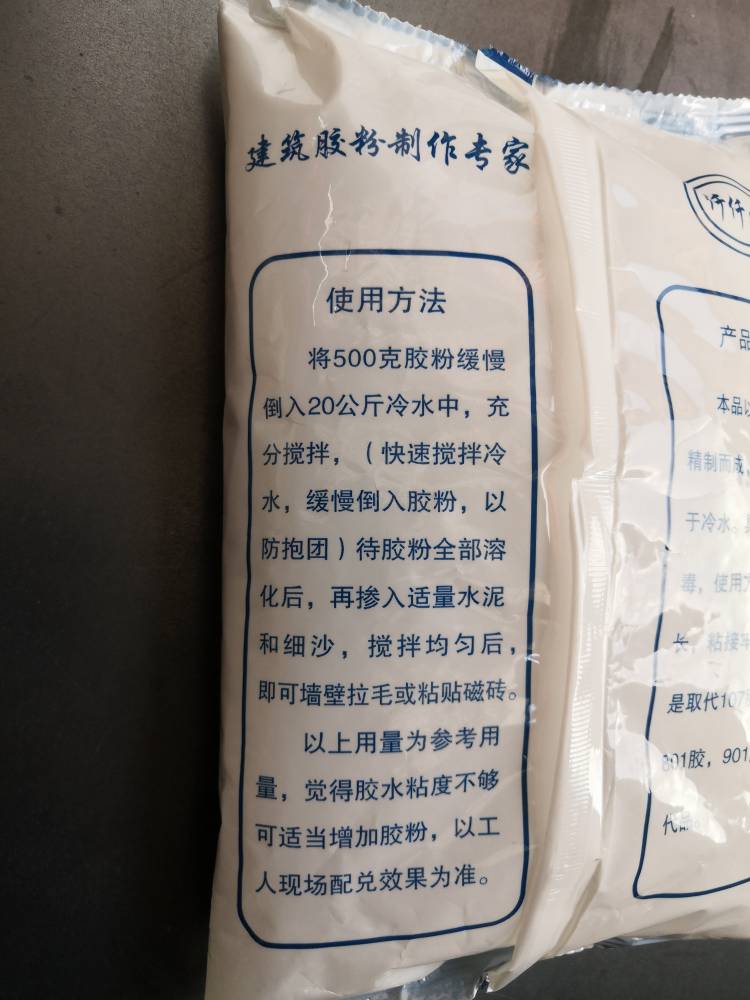 建筑胶粉制作专家
使用方法
将500克胶粉缓慢
倒入20公斤冷水中，充
分搅拌，（快速搅拌冷
水，缓慢倒入胶粉，以
防抱团）待胶粉全部溶
化后，再掺入适量水泥
和细沙，搅拌均匀后，
即可墙壁拉毛或粘贴磁砖。
以上用量为参考用
量，觉得胶水粘度不够
可适当增加胶粉，以工
人现场配兑效果为准。
产品
本品以
精制而成，
于冷水
毒，使用方
长，粘接
是取代107
801胶，901
代